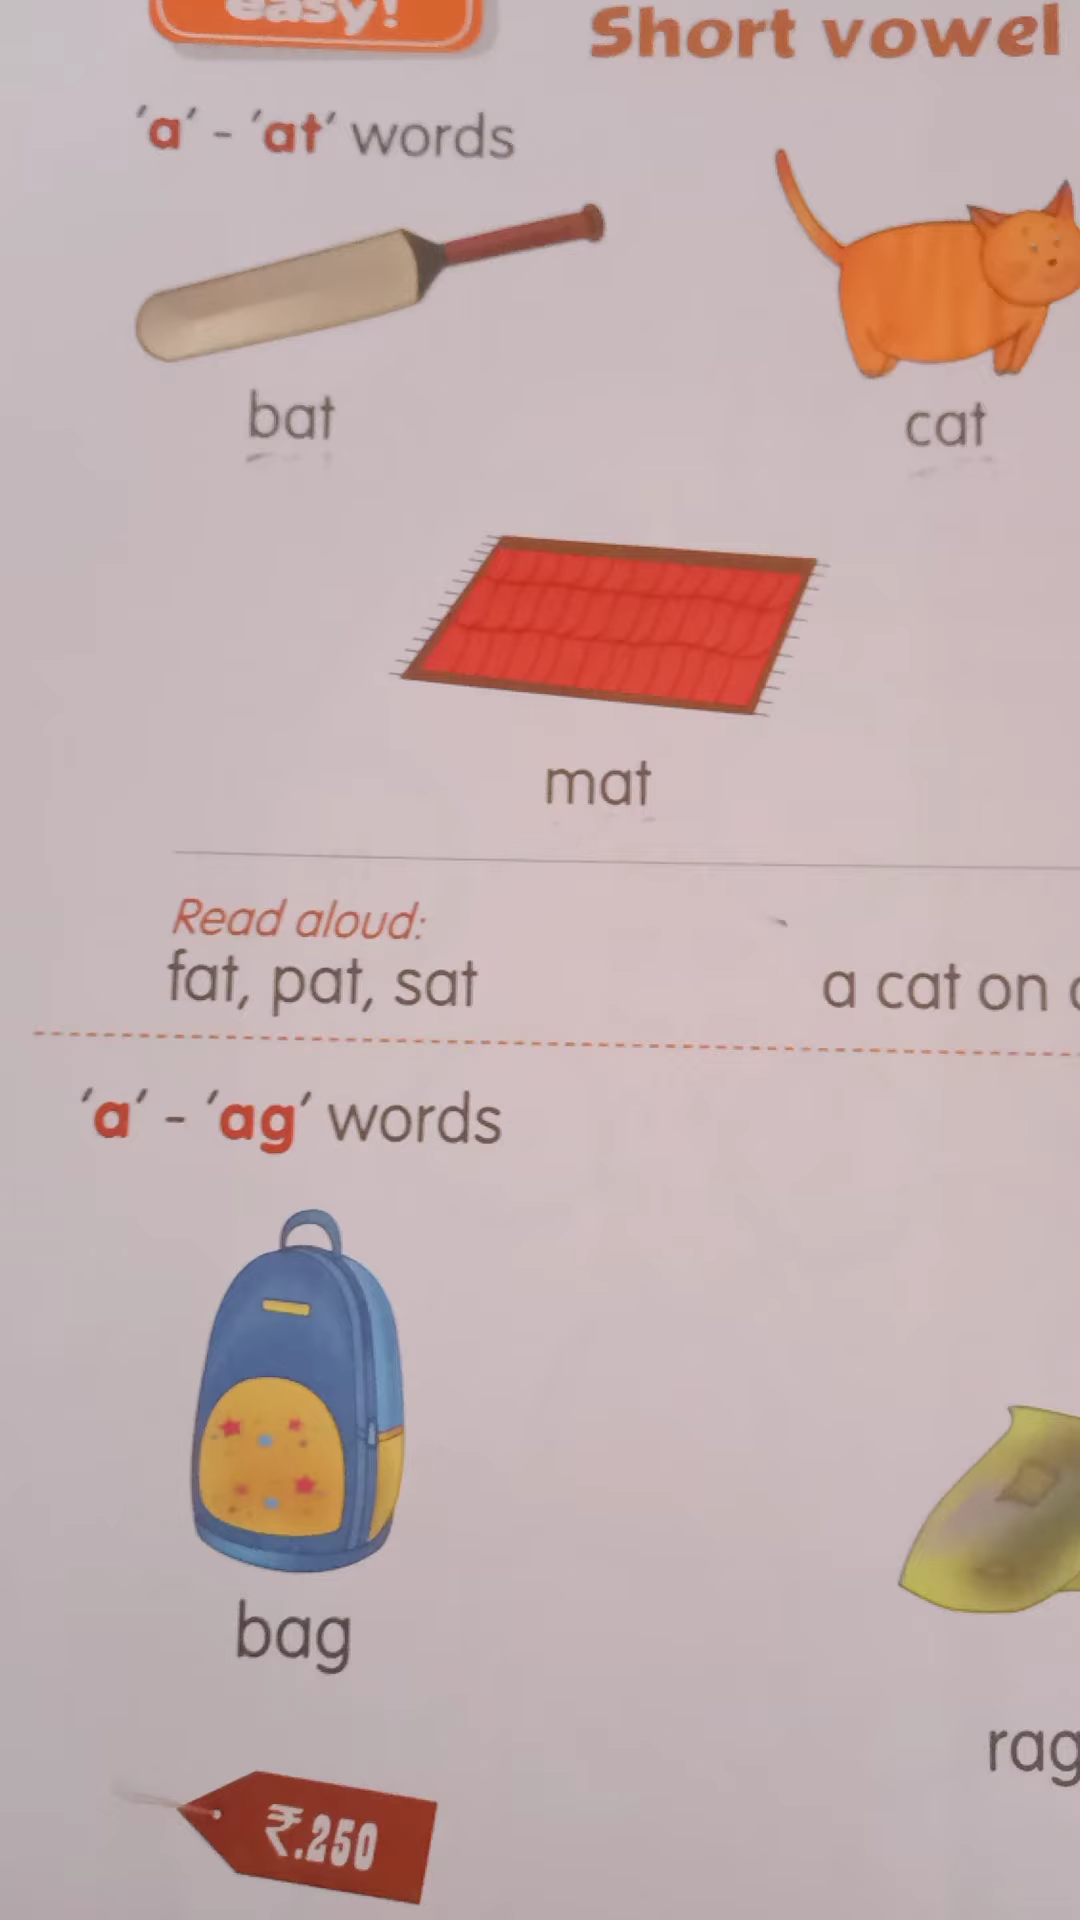 easy!
Short vowel
'a' - 'at' words
bat
cat
mat
Read aloud:
fat, pat, sat
a cat on
'a' - 'ag' words
bag
rag
₹.250